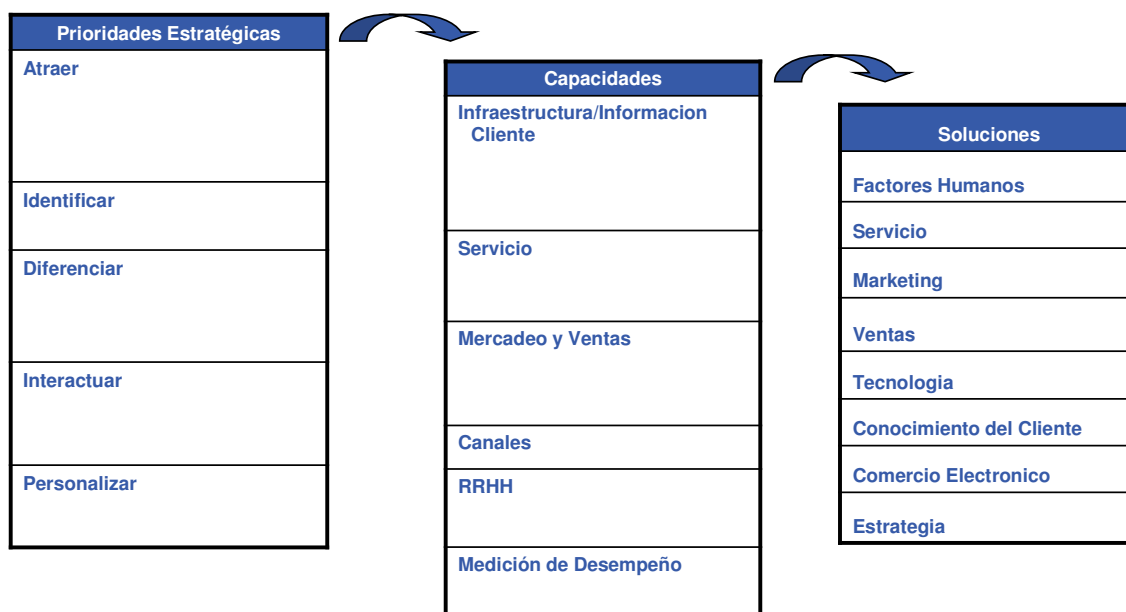 Prioridades Estratégicas
Atraer
Identificar
Diferenciar
Interactuar
Personalizar
Capacidades
Infraestructura/Informacion
Cliente
Servicio
Mercadeo y Ventas
Canales
RRHH
Medición de Desempeño
Soluciones
Factores Humanos
Servicio
Marketing
Ventas
Tecnologia
Conocimiento del Cliente
Comercio Electronico
Estrategia